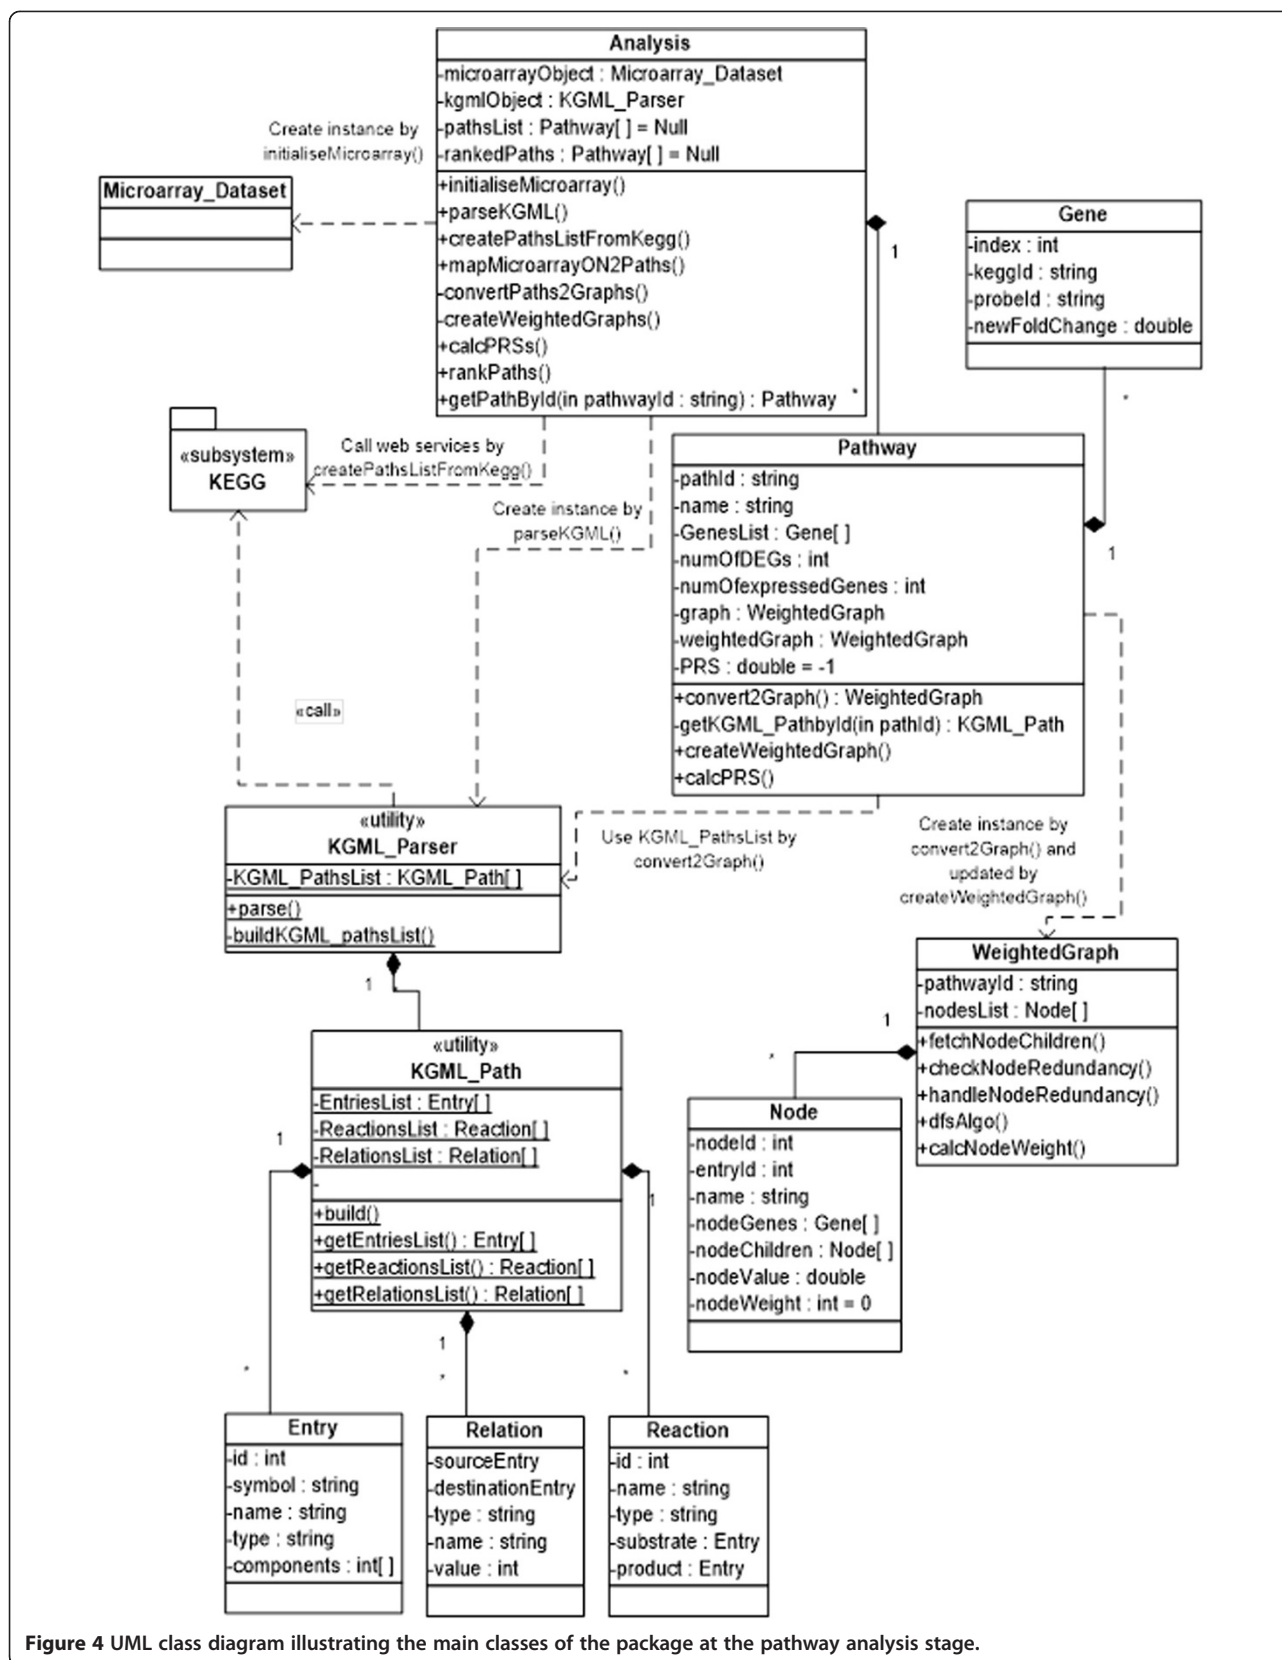 Analysis
-microarrayObject : Microarray_Dataset
-kgmlObject : KGML_Parser
-pathsList : Pathway[ ] = Null
-rankedPaths : Pathway[ ] = Null
+initialiseMicroarray()
+parseKGML()
+createPathsListFromKegg()
+mapMicroarrayON2Paths()
-convertPaths2Graphs()
-createWeightedGraphs()
+calcPRSs()
+rankPaths()
+getPathById(in pathwayId : string) : Pathway
Create instance by
initialiseMicroarray()
Microarray_Dataset
1
*
Gene
-index : int
-keggId : string
-probeId : string
-newFoldChange : double
*
1
«subsystem»
KEGG
Call web services by
createPathsListFromKegg()
Create instance by
parseKGML()
Pathway
-pathId : string
-name : string
-GenesList : Gene[ ]
-numOfDEGs : int
-numOfexpressedGenes : int
-graph : WeightedGraph
-weightedGraph : WeightedGraph
-PRS : double = -1
+convert2Graph() : WeightedGraph
-getKGML_PathbyId(in pathId) : KGML_Path
+createWeightedGraph()
+calcPRS()
«call»
«utility»
KGML_Parser
-KGML_PathsList : KGML_Path[ ]
+parse()
-buildKGML_pathsList()
Use KGML_PathsList by
convert2Graph()
Create instance by
convert2Graph() and
updated by
createWeightedGraph()
WeightedGraph
-pathwayId : string
-nodesList : Node[ ]
+fetchNodeChildren()
+checkNodeRedundancy()
+handleNodeRedundancy()
+dfsAlgo()
+calcNodeWeight()
1
*
1
*
«utility»
KGML_Path
-EntriesList : Entry[ ]
-ReactionsList : Reaction[ ]
-RelationsList : Relation[ ]
-
+build()
+getEntriesList() : Entry[ ]
+getReactionsList() : Reaction[ ]
+getRelationsList() : Relation[ ]
Node
-nodeId : int
-entryId : int
-name : string
-nodeGenes : Gene[ ]
-nodeChildren : Node[ ]
-nodeValue : double
-nodeWeight : int = 0
1
*
1
*
1
*
Entry
-id : int
-symbol : string
-name : string
-type : string
-components : int[ ]
Relation
-sourceEntry
-destinationEntry
-type : string
-name : string
-value : int
Reaction
-id : int
-name : string
-type : string
-substrate : Entry
-product : Entry
Figure 4 UML class diagram illustrating the main classes of the package at the pathway analysis stage.